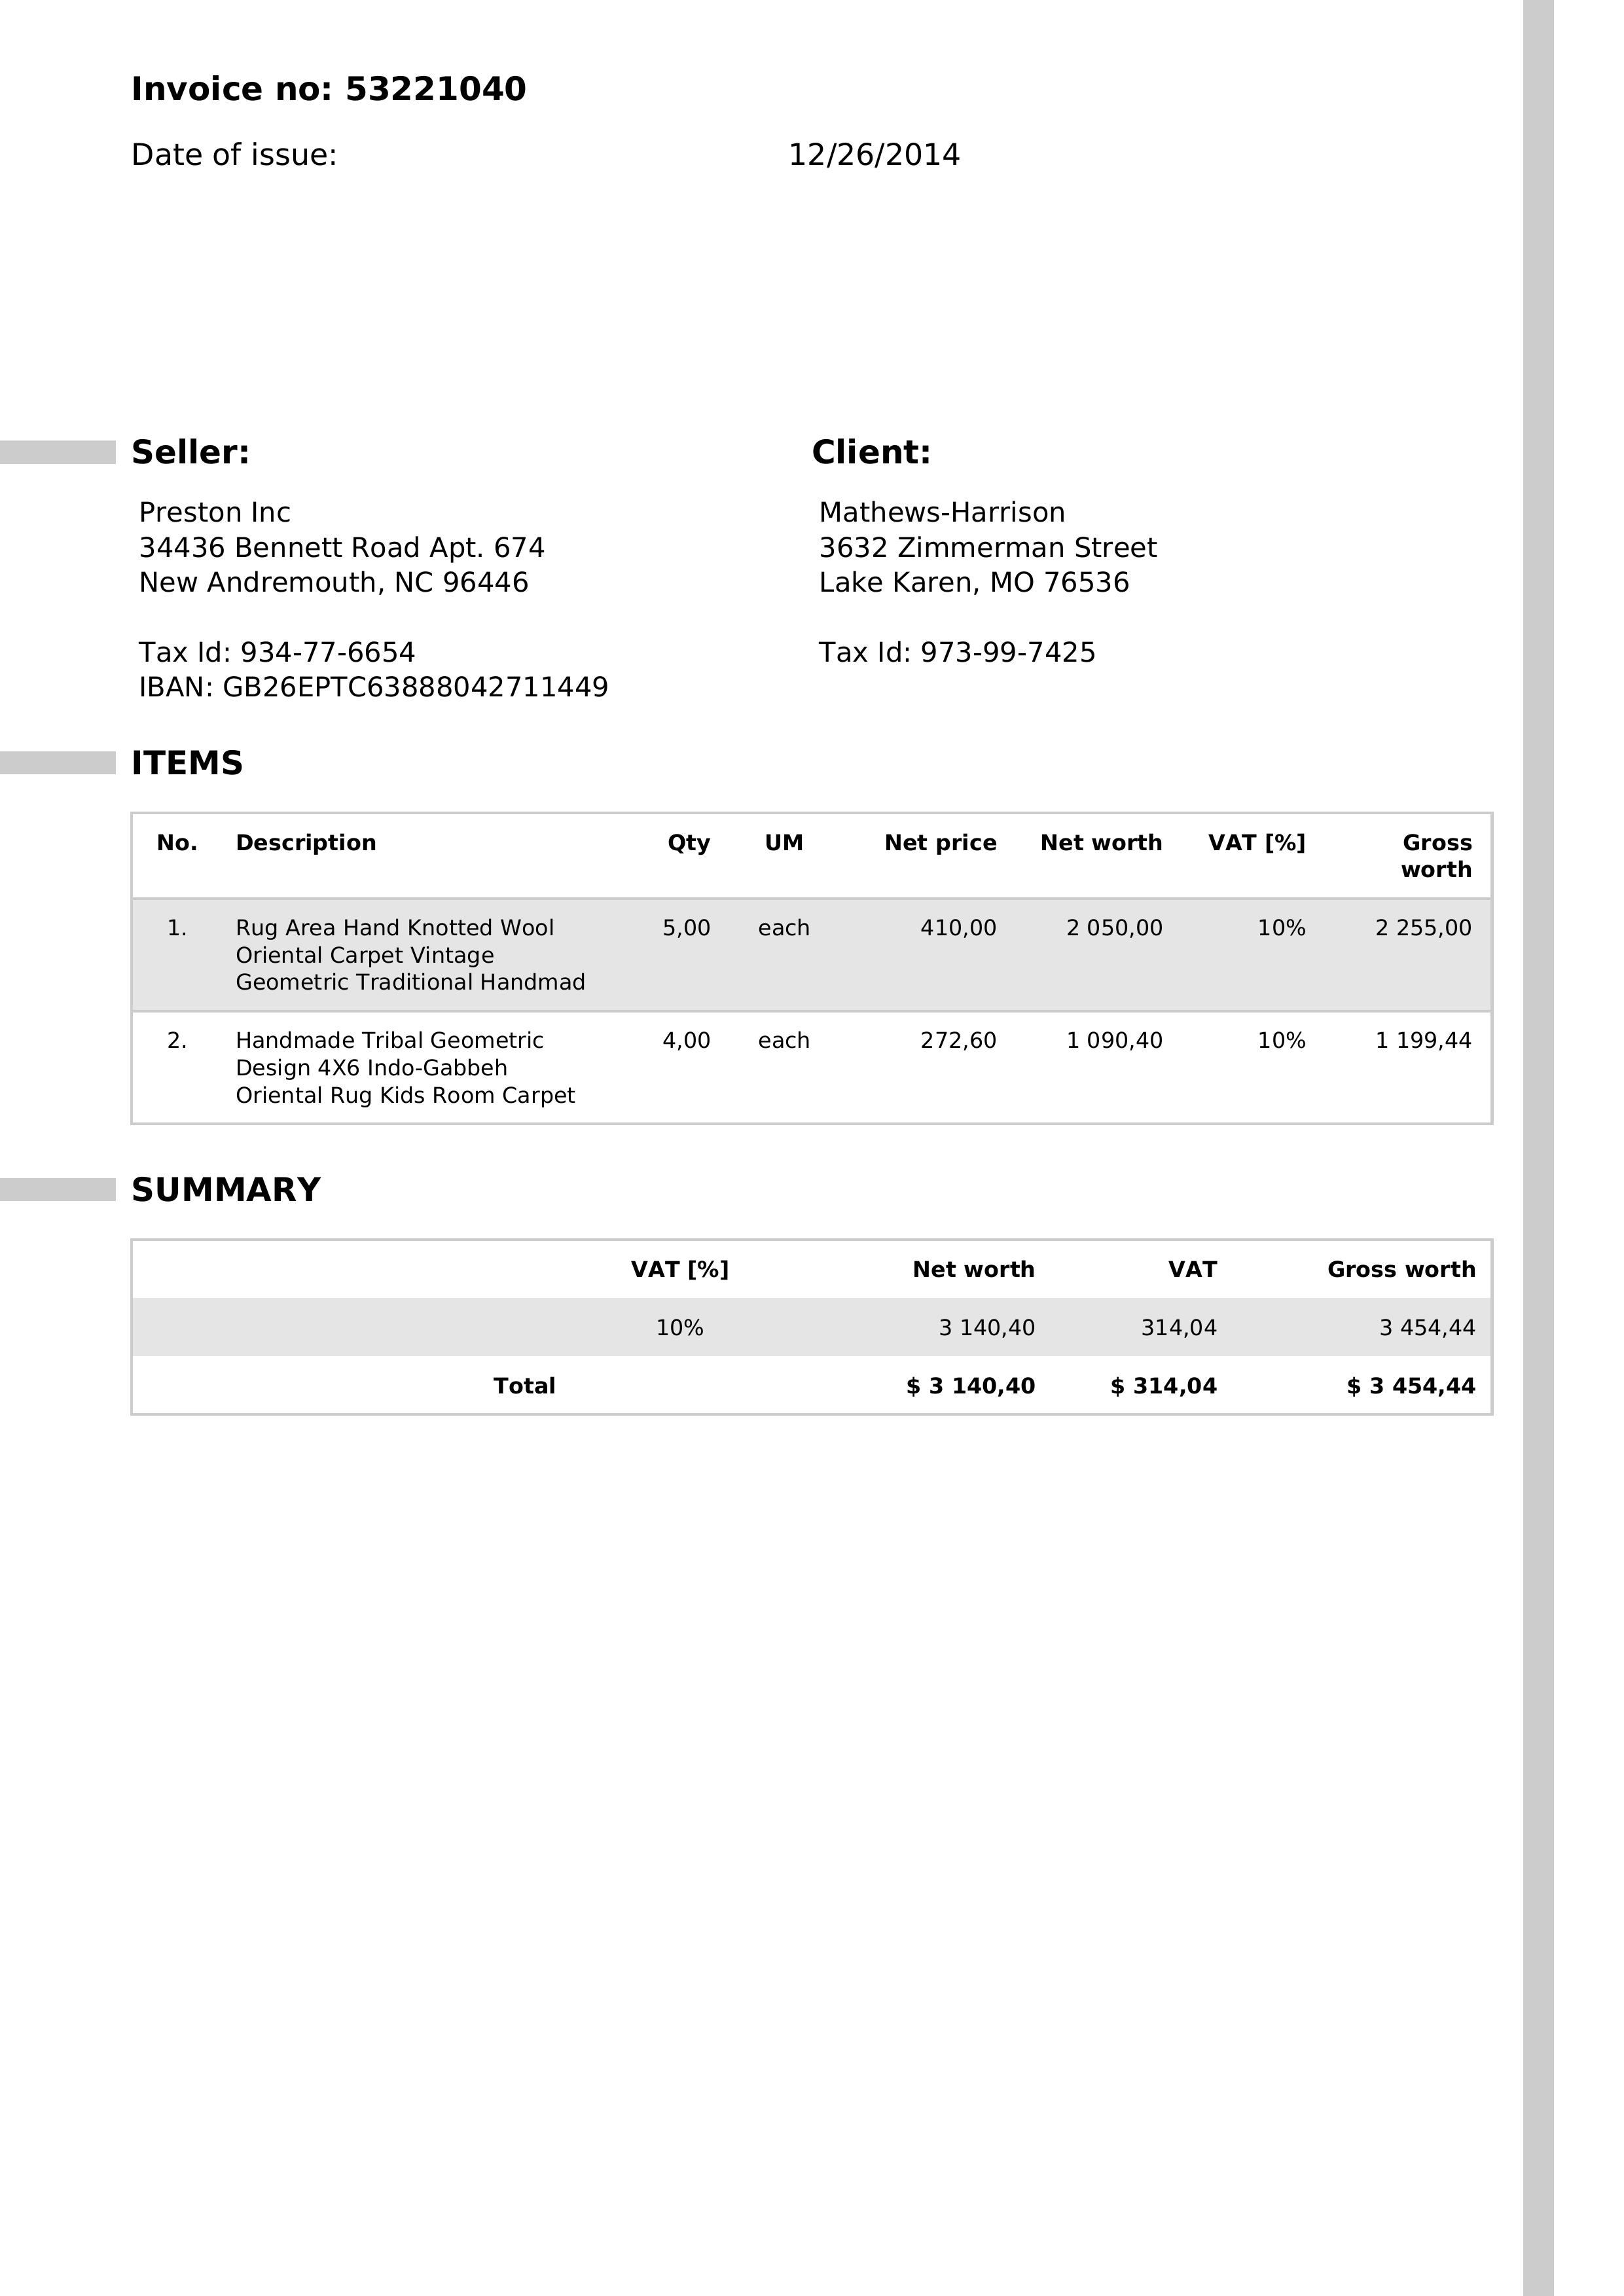 Invoice no: 53221040
Date of issue: 12/26/2014
Seller:
Preston Inc
34436 Bennett Road Apt. 674
New Andremouth, NC 96446
Tax Id: 934-77-6654
IBAN: GB26EPTC63888042711449
Client:
Mathews-Harrison
3632 Zimmerman Street
Lake Karen, MO 76536
Tax Id: 973-99-7425
ITEMS
No. Description Qty UM Net price Net worth VAT [%] Gross
worth
1. Rug Area Hand Knotted Wool 5,00 each 410,00 2 050,00 10% 2 255,00
Oriental Carpet Vintage
Geometric Traditional Handmad
2. Handmade Tribal Geometric 4,00 each 272,60 1 090,40 10% 1 199,44
Design 4X6 Indo-Gabbeh
Oriental Rug Kids Room Carpet
SUMMARY
VAT [%] Net worth VAT Gross worth
10% 3 140,40 314,04 3 454,44
Total $ 3 140,40 $ 314,04 $ 3 454,44